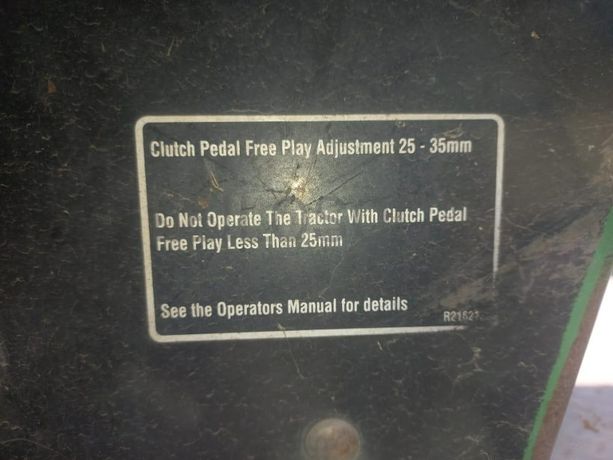 Clutch Pedal Free Play Adjustment 25 - 35mm
Do Not Operate The Tractor With Clutch Pedal
Free Play Less Than 25mm
See the Operators Manual for details